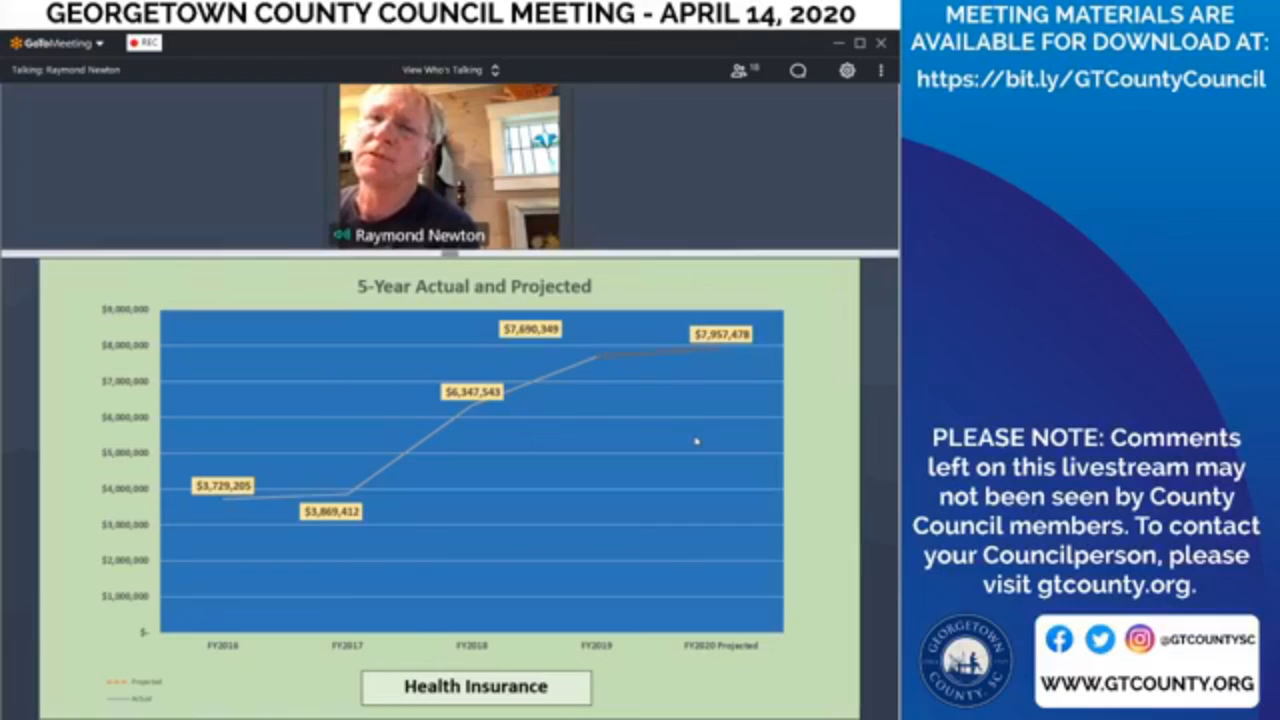 GEORGETOWN COUNTY COUNCIL MEETING - APRIL 14, 2020
GoToMeeting
REC
Talking: Raymond Newton
View Who's Talking
18
Raymond Newton
5-Year Actual and Projected
$9,000,000
$8,000,000
$7,000,000
$6,000,000
$5,000,000
$4,000,000
$3,000,000
$2,000,000
$1,000,000
$-
$3,729,205
$3,869,412
$6,347,543
$7,690,349
$7,957,478
FY2016
FY2017
FY2018
FY2019
FY2020 Projected
Projected
Actual
Health Insurance
MEETING MATERIALS ARE
AVAILABLE FOR DOWNLOAD AT:
https://bit.ly/GTCountyCouncil
PLEASE NOTE: Comments
left on this livestream may
not been seen by County
Council members. To contact
your Councilperson, please
visit gtcounty.org.
GEORGETOWN
COUNTY, SC
@GTCOUNTYSC
WWW.GTCOUNTY.ORG